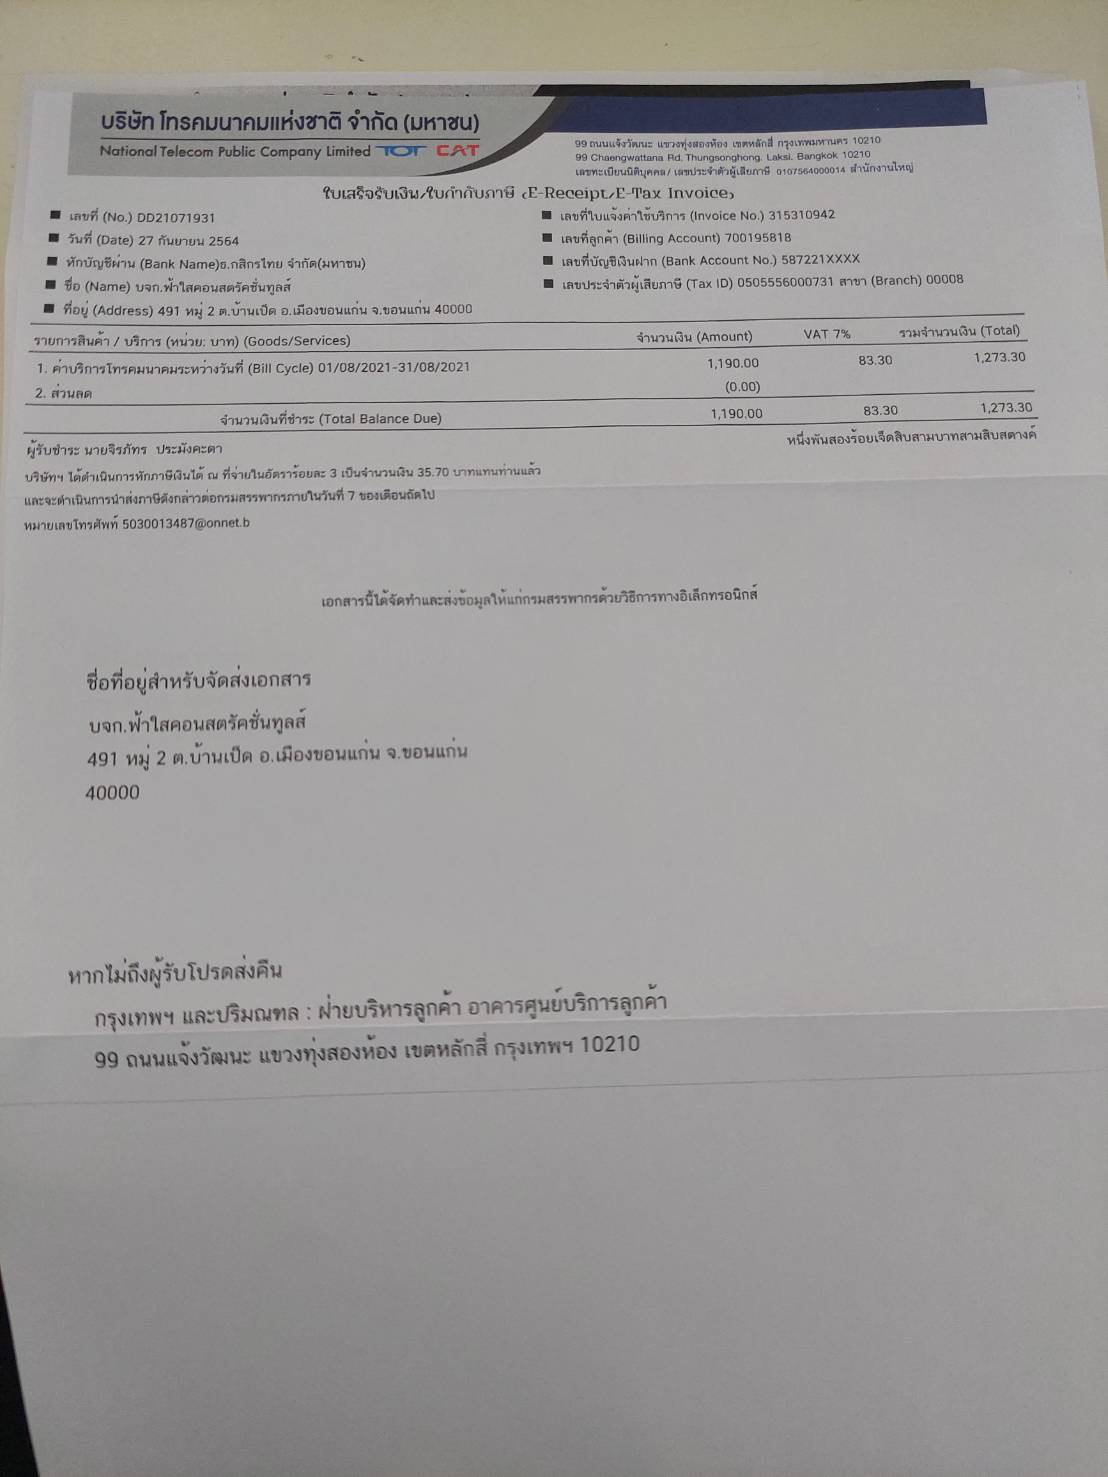 บริษัท โทรคมนาคมแห่งชาติ จำกัด (มหาชน)
National Telecom Public Company Limited TOT CAT
99 ถนนแจ้งวัฒนะ แขวงทุ่งสองห้อง เขตหลักสี่ กรุงเทพมหานคร 10210
99 Chaengwattana Rd. Thungsonghong. Laksi. Bangkok 10210
เลขทะเบียนนิติบุคคล/ เลขประจำตัวผู้เสียภาษี 0107564000014 สำนักงานใหญ่
ใบเสร็จรับเงิน/ใบกำกับภาษี (E-Receipt/E-Tax Invoice)
เลขที่ (No.) DD21071931
เลขที่ใบแจ้งค่าใช้บริการ (Invoice No.) 315310942
วันที่ (Date) 27 กันยายน 2564
เลขที่ลูกค้า (Billing Account) 700195818
หักบัญชีผ่าน (Bank Name)ธ.กสิกรไทย จำกัด(มหาชน)
เลขที่บัญชีเงินฝาก (Bank Account No.) 587221XXXX
ชื่อ (Name) บจก.ฟ้าใสคอนสตรัคชั่นทูลส์
เลขประจำตัวผู้เสียภาษี (Tax ID) 0505556000731 สาขา (Branch) 00008
ที่อยู่ (Address) 491 หมู่ 2 ต.บ้านเป็ด อ.เมืองขอนแก่น จ.ขอนแก่น 40000
รายการสินค้า / บริการ (หน่วย: บาท) (Goods/Services) จำนวนเงิน (Amount) VAT 7% รวมจำนวนเงิน (Total)
1. ค่าบริการโทรคมนาคมระหว่างวันที่ (Bill Cycle) 01/08/2021-31/08/2021 1,190.00 83.30 1,273.30
2. ส่วนลด (0.00)
จำนวนเงินที่ชำระ (Total Balance Due) 1,190.00 83.30 1,273.30
ผู้รับชำระ นายจิรภัทร ประมังคะตา
หนึ่งพันสองร้อยเจ็ดสิบสามบาทสามสิบสตางค์
บริษัทฯ ได้ดำเนินการหักภาษีเงินได้ ณ ที่จ่ายในอัตราร้อยละ 3 เป็นจำนวนเงิน 35.70 บาทแทนท่านแล้ว
และจะดำเนินการนำส่งภาษีดังกล่าวต่อกรมสรรพากรภายในวันที่ 7 ของเดือนถัดไป
หมายเลขโทรศัพท์ 5030013487@onnet.b
เอกสารนี้ได้จัดทำและส่งข้อมูลให้แก่กรมสรรพากรด้วยวิธีการทางอิเล็กทรอนิกส์
ชื่อที่อยู่สำหรับจัดส่งเอกสาร
บจก.ฟ้าใสคอนสตรัคชั่นทูลส์
491 หมู่ 2 ต.บ้านเป็ด อ.เมืองขอนแก่น จ.ขอนแก่น
40000
หากไม่ถึงผู้รับโปรดส่งคืน
กรุงเทพฯ และปริมณฑล : ฝ่ายบริหารลูกค้า อาคารศูนย์บริการลูกค้า
99 ถนนแจ้งวัฒนะ แขวงทุ่งสองห้อง เขตหลักสี่ กรุงเทพฯ 10210